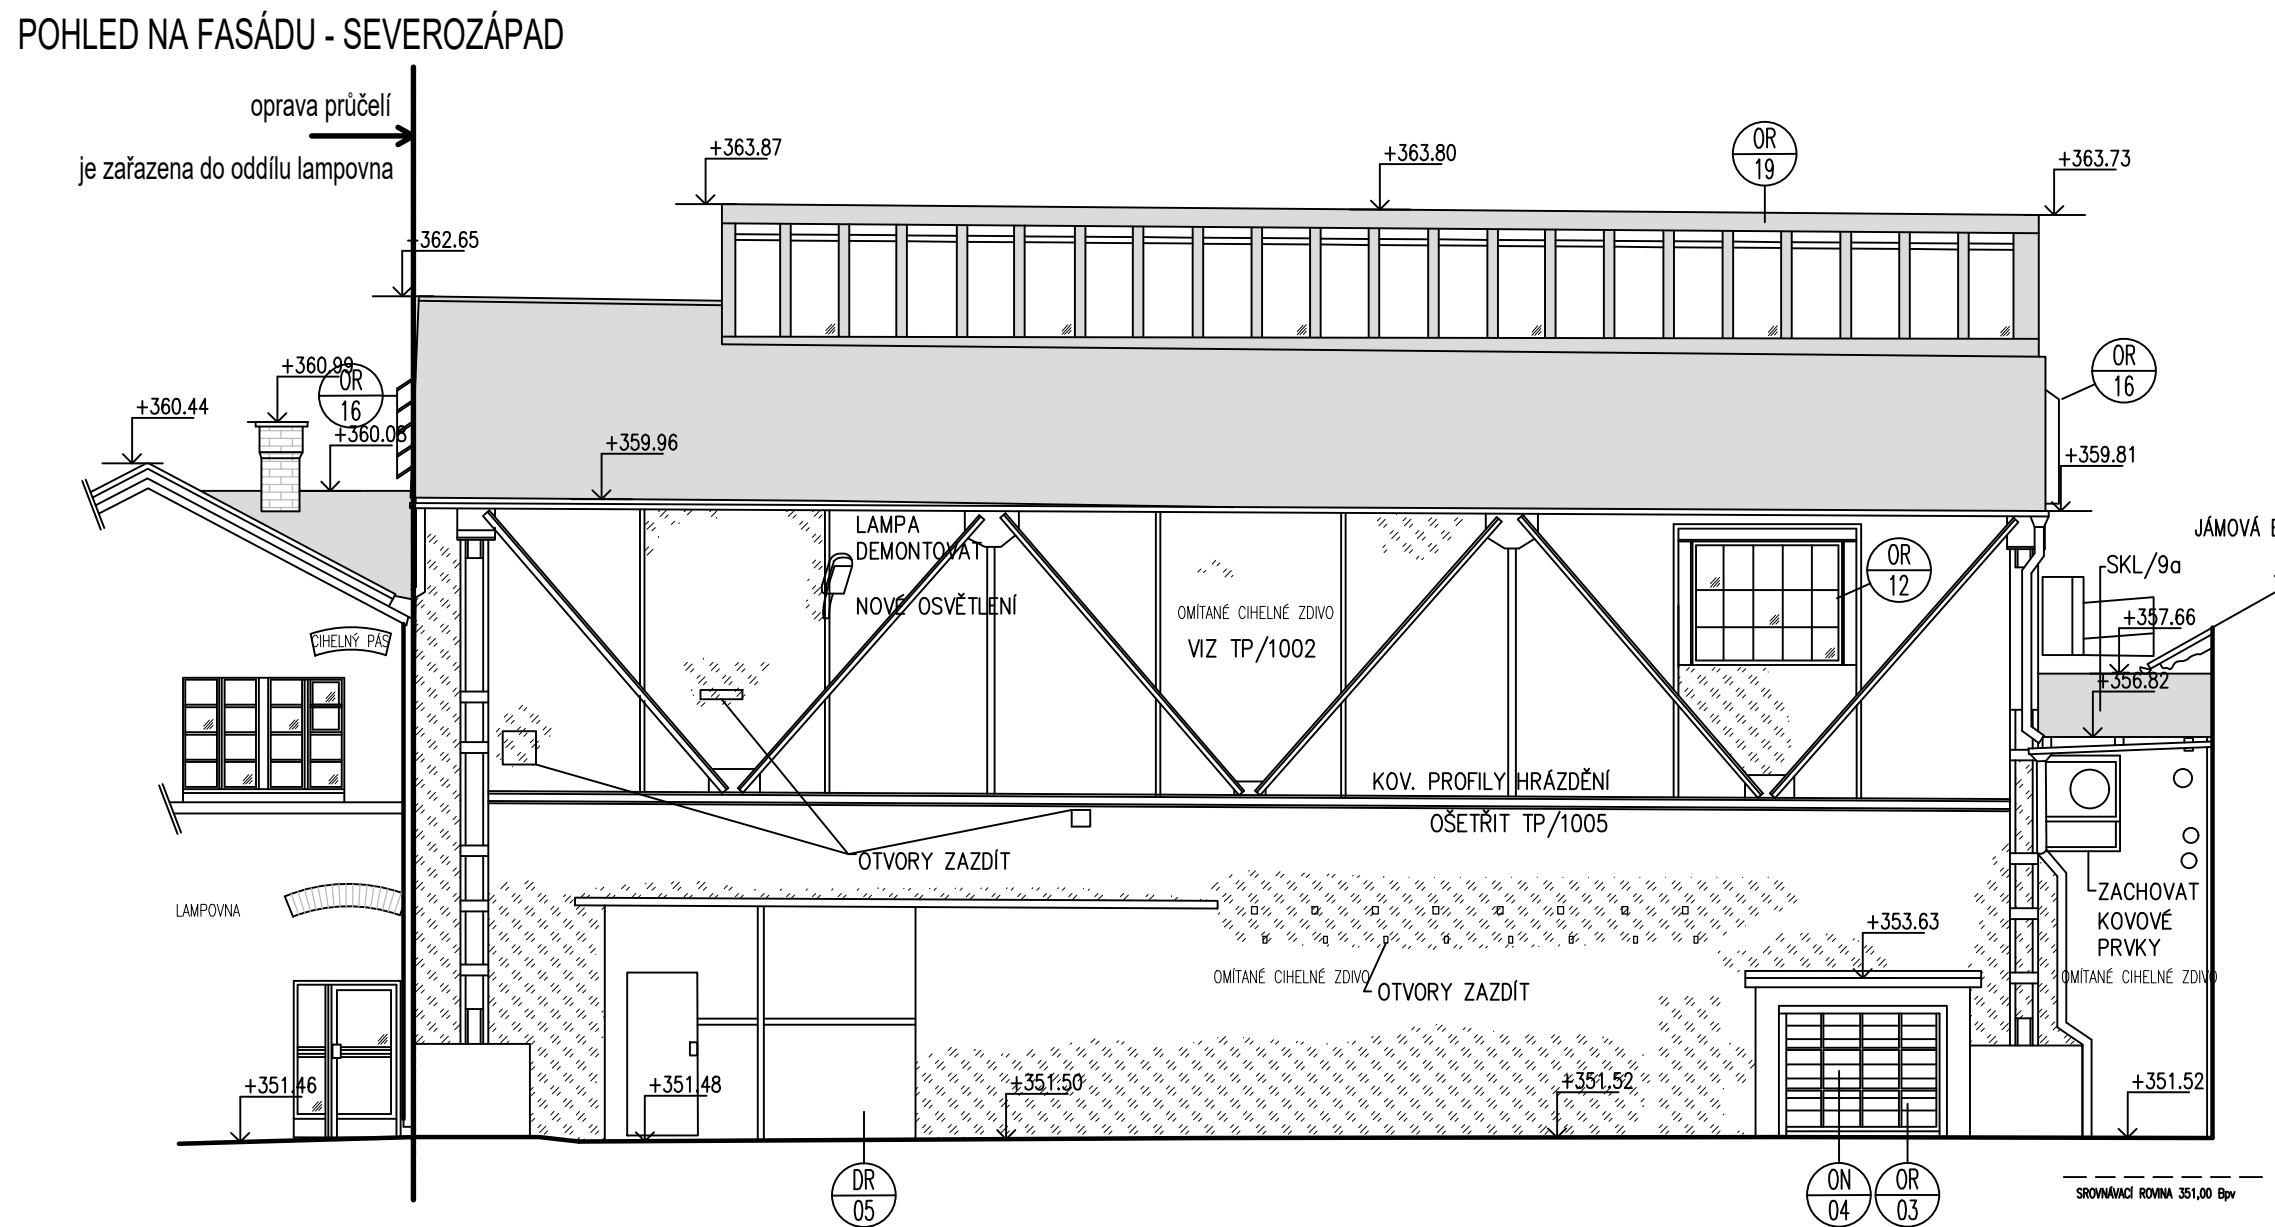 POHLED NA FASÁDU - SEVEROZÁPAD
oprava průčelí
je zařazena do oddílu lampovna
+363.87
+363.80
OR
19
+363.73
+362.65
+360.99
OR
16
+360.44
+360.08
+359.96
OR
16
+359.81
LAMPA
DEMONTOVAT
NOVÉ OSVĚTLENÍ
OMÍTANÉ CIHELNÉ ZDIVO
VIZ TP/1002
OR
12
JÁMOVÁ
SKL/9a
+357.66
+356.82
CIHELNÝ PÁS
KOV. PROFILY HRÁZDĚNÍ
OŠETŘIT TP/1005
OTVORY ZAZDÍT
LAMPOVNA
ZACHOVAT
KOVOVÉ
PRVKY
+353.63
OMÍTANÉ CIHELNÉ ZDIVO
OTVORY ZAZDÍT
OMÍTANÉ CIHELNÉ ZDIVO
+351.46
+351.48
+351.50
+351.52
+351.52
DR
05
ON
04
OR
03
SROVNÁVACÍ ROVINA 351,00 Bpv